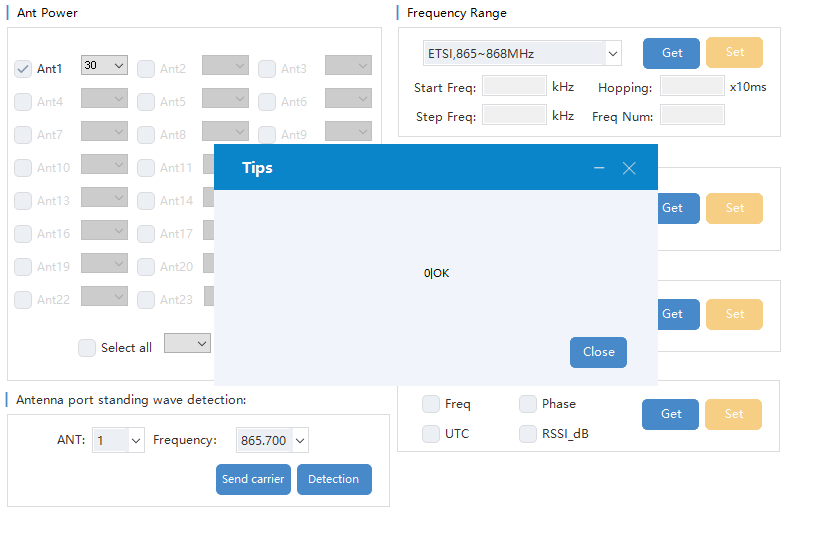 Ant Power
Ant1 30 Ant2 Ant3
Ant4 Ant5 Ant6
Ant7 Ant8 Ant9
Ant10 Ant11
Ant13 Ant14
Ant16 Ant17
Ant19 Ant20
Ant22 Ant23
Select all
Frequency Range
ETSI,865~868MHz Get Set
Start Freq: kHz Hopping: x10ms
Step Freq: kHz Freq Num:
Get Set
Get Set
Tips
0|OK
Close
Antenna port standing wave detection:
ANT: 1 Frequency: 865.700
Send carrier Detection
Freq Phase Get Set
UTC RSSI_dB